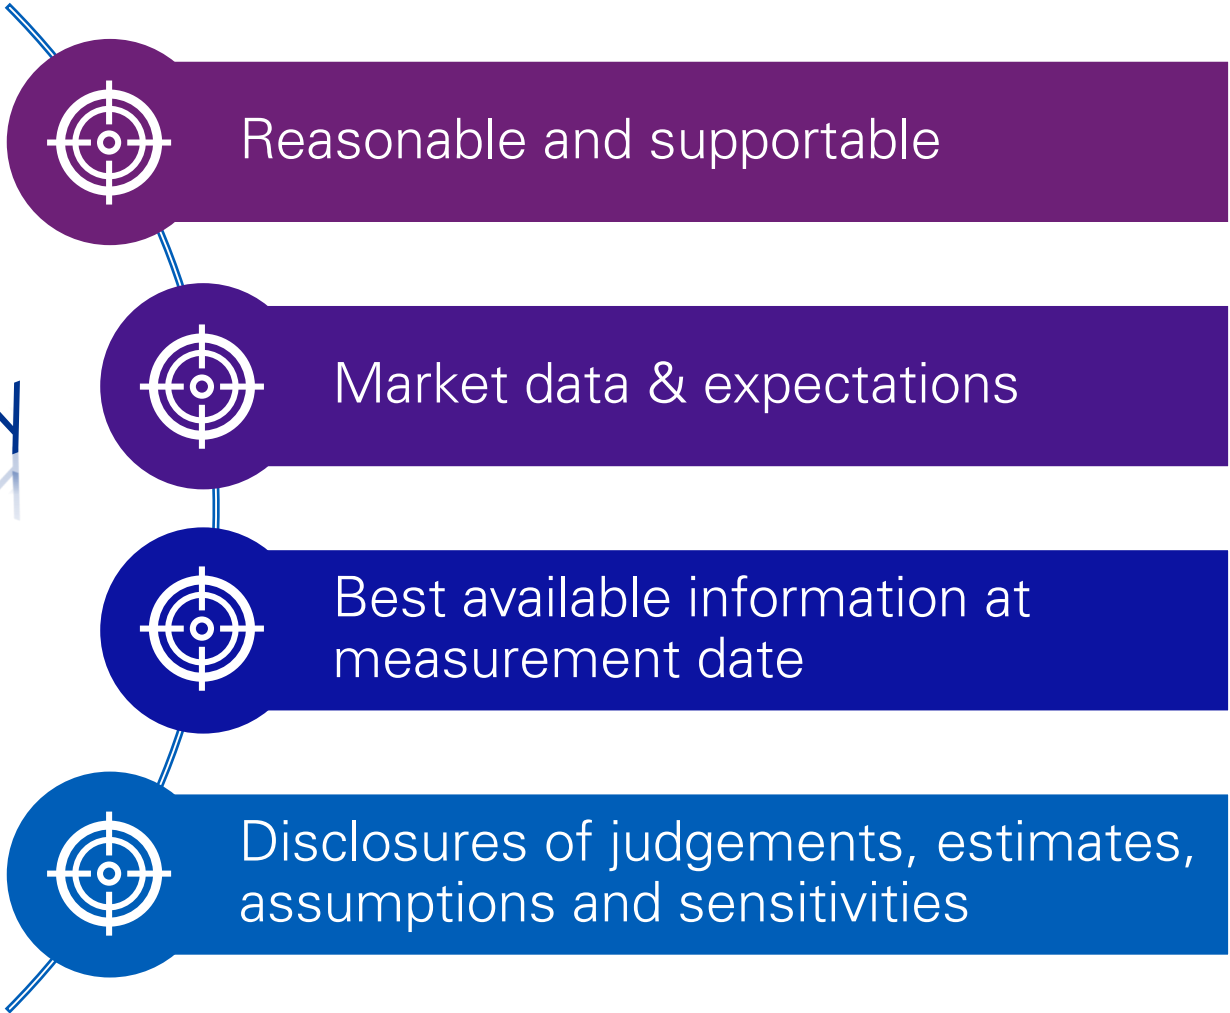 Reasonable and supportable
Market data & expectations
Best available information at
measurement date
Disclosures of judgements, estimates,
assumptions and sensitivities